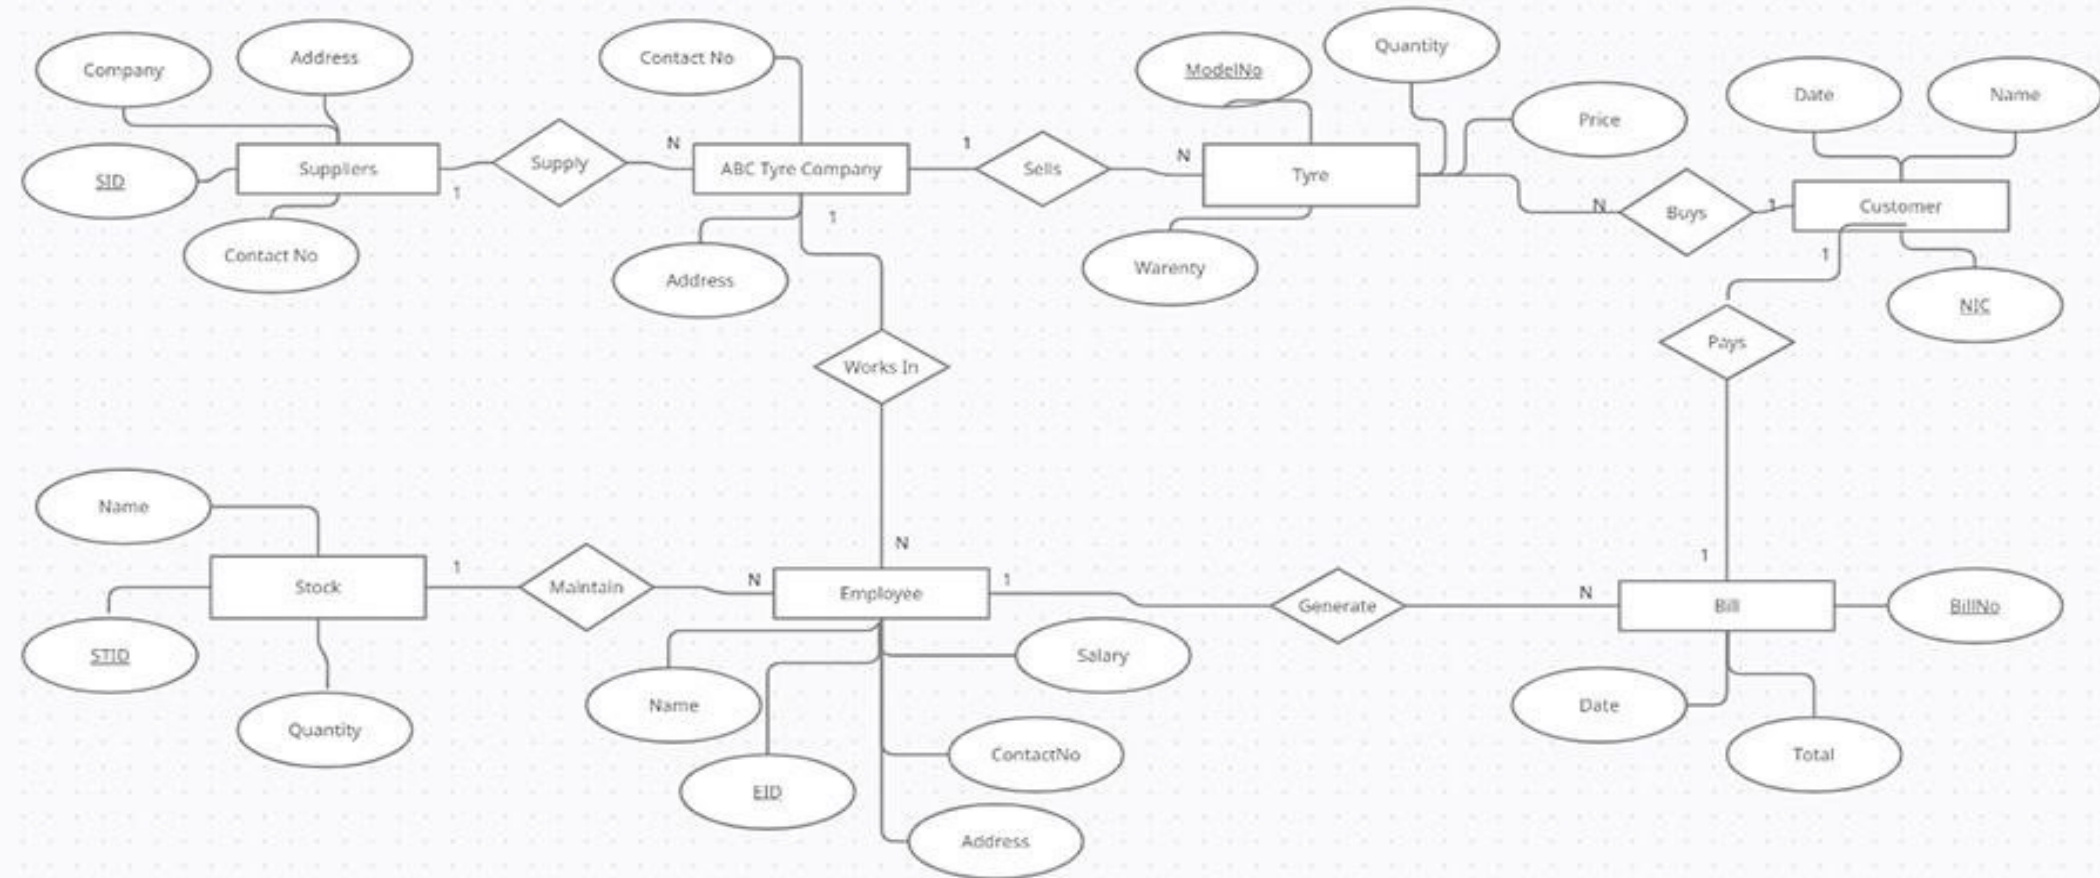 Company
Address
Contact No
ModelNo
Quantity
Price
Date
Name
SID
Suppliers
1
Supply
N
ABC Tyre Company
1
Sells
N
Tyre
N
Buys
1
Customer
Contact No
Address
1
Warenty
1
NIC
Works In
Pays
Name
N
1
Stock
1
Maintain
N
Employee
1
Generate
N
Bill
BillNo
STID
Quantity
Name
Salary
EID
ContactNo
Address
Date
Total